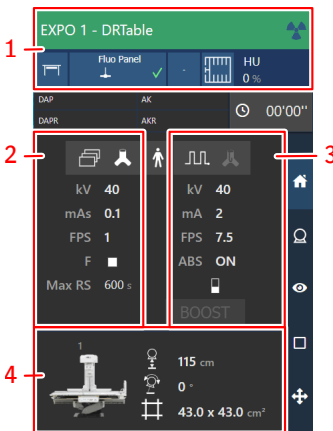 EXPO 1 - DRTable
Fluo Panel
-
HU
0 %
1
DAP
AK
DAPR
AKR
00'00''
2
3
kV 40
mAs 0.1
FPS 1
F
Max RS 600 s
kV 40
mA 2
FPS 7.5
ABS ON
BOOST
4
1
115 cm
0 °
43.0 x 43.0 cm²